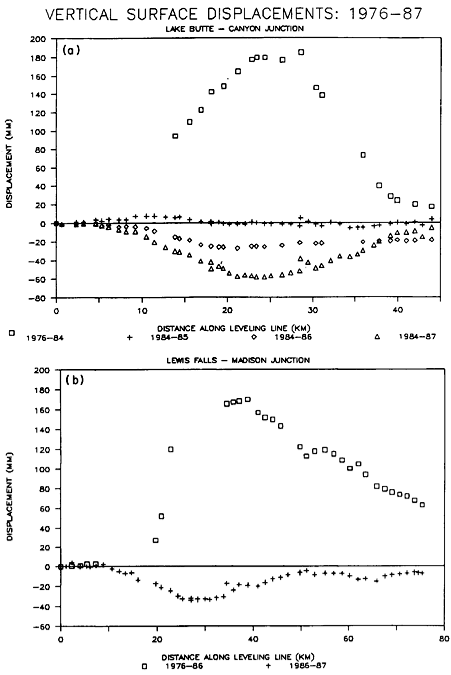 VERTICAL SURFACE DISPLACEMENTS: 1976-87
LAKE BUTTE - CANYON JUNCTION
(a)
200
180
160
140
120
100
80
60
40
20
0
-20
-40
-60
-80
DISPLACEMENT (MM)
0 10 20 30 40
DISTANCE ALONG LEVELING LINE (KM)
1976-84 1984-85 1984-86 1984-87
LEWIS FALLS - MADISON JUNCTION
(b)
200
180
160
140
120
100
80
60
40
20
0
-20
-40
-60
DISPLACEMENT (MM)
0 20 40 60 80
DISTANCE ALONG LEVELING LINE (KM)
1976-86 1986-87